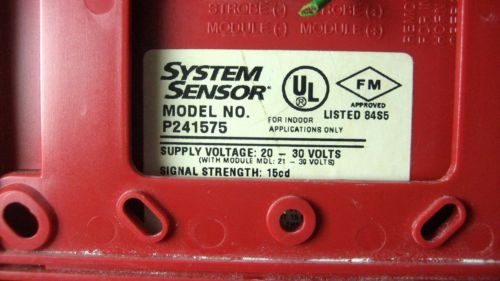 STROBE(-) STROBE(+)
MODULE(-) MODULE(+)
SYSTEM
SENSOR
UL
FM
APPROVED
MODEL NO.
P241575
FOR INDOOR
APPLICATIONS ONLY
LISTED 84S5
SUPPLY VOLTAGE: 20 - 30 VOLTS
(WITH MODULE MDL: 21 - 30 VOLTS)
SIGNAL STRENGTH: 15cd